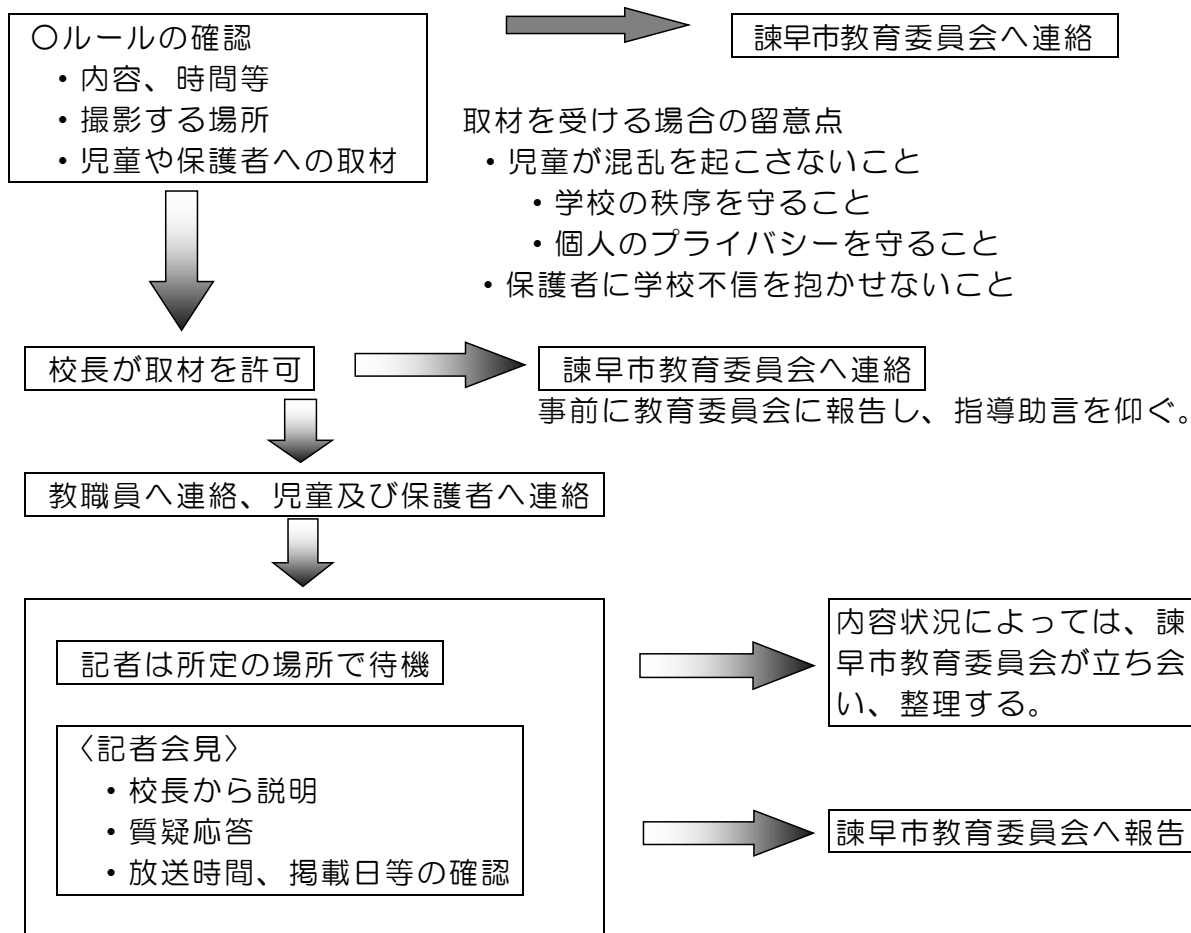 〇ルールの確認
・内容、時間等
・撮影する場所
・児童や保護者への取材
諫早市教育委員会へ連絡
取材を受ける場合の留意点
・児童が混乱を起こさないこと
・学校の秩序を守ること
・個人のプライバシーを守ること
・保護者に学校不信を抱かせないこと
校長が取材を許可
諫早市教育委員会へ連絡
事前に教育委員会に報告し、指導助言を仰ぐ。
教職員へ連絡、児童及び保護者へ連絡
記者は所定の場所で待機
内容状況によっては、諫
早市教育委員会が立ち会
い、整理する。
〈記者会見〉
・校長から説明
・質疑応答
・放送時間、掲載日等の確認
諫早市教育委員会へ報告